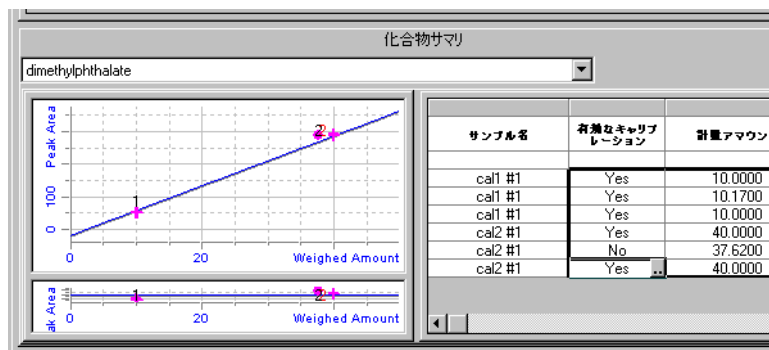 化合物サマリ
dimethylphthalate
Peak Area
100
0
1
2
2
0
20
Weighed Amount
ak Area
1
2
0
20
Weighed Amount
サンプル名 有効なキャリブレーション 計量アマウン
cal1 #1 Yes 10.0000
cal1 #1 Yes 10.1700
cal1 #1 Yes 10.0000
cal2 #1 Yes 40.0000
cal2 #1 No 37.6200
cal2 #1 Yes .. 40.0000